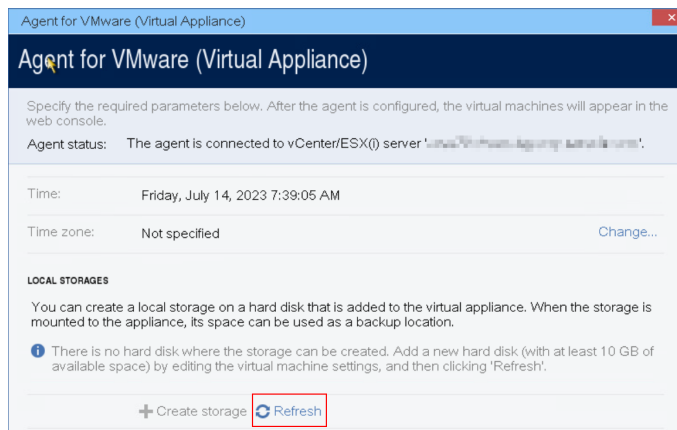 Agent for VMware (Virtual Appliance)
Agent for VMware (Virtual Appliance)
Specify the required parameters below. After the agent is configured, the virtual machines will appear in the
web console.
Agent status: The agent is connected to vCenter/ESX(i) server ' '.
Time: Friday, July 14, 2023 7:39:05 AM
Time zone: Not specified Change...
LOCAL STORAGES
You can create a local storage on a hard disk that is added to the virtual appliance. When the storage is
mounted to the appliance, its space can be used as a backup location.
There is no hard disk where the storage can be created. Add a new hard disk (with at least 10 GB of
available space) by editing the virtual machine settings, and then clicking 'Refresh'.
Create storage Refresh